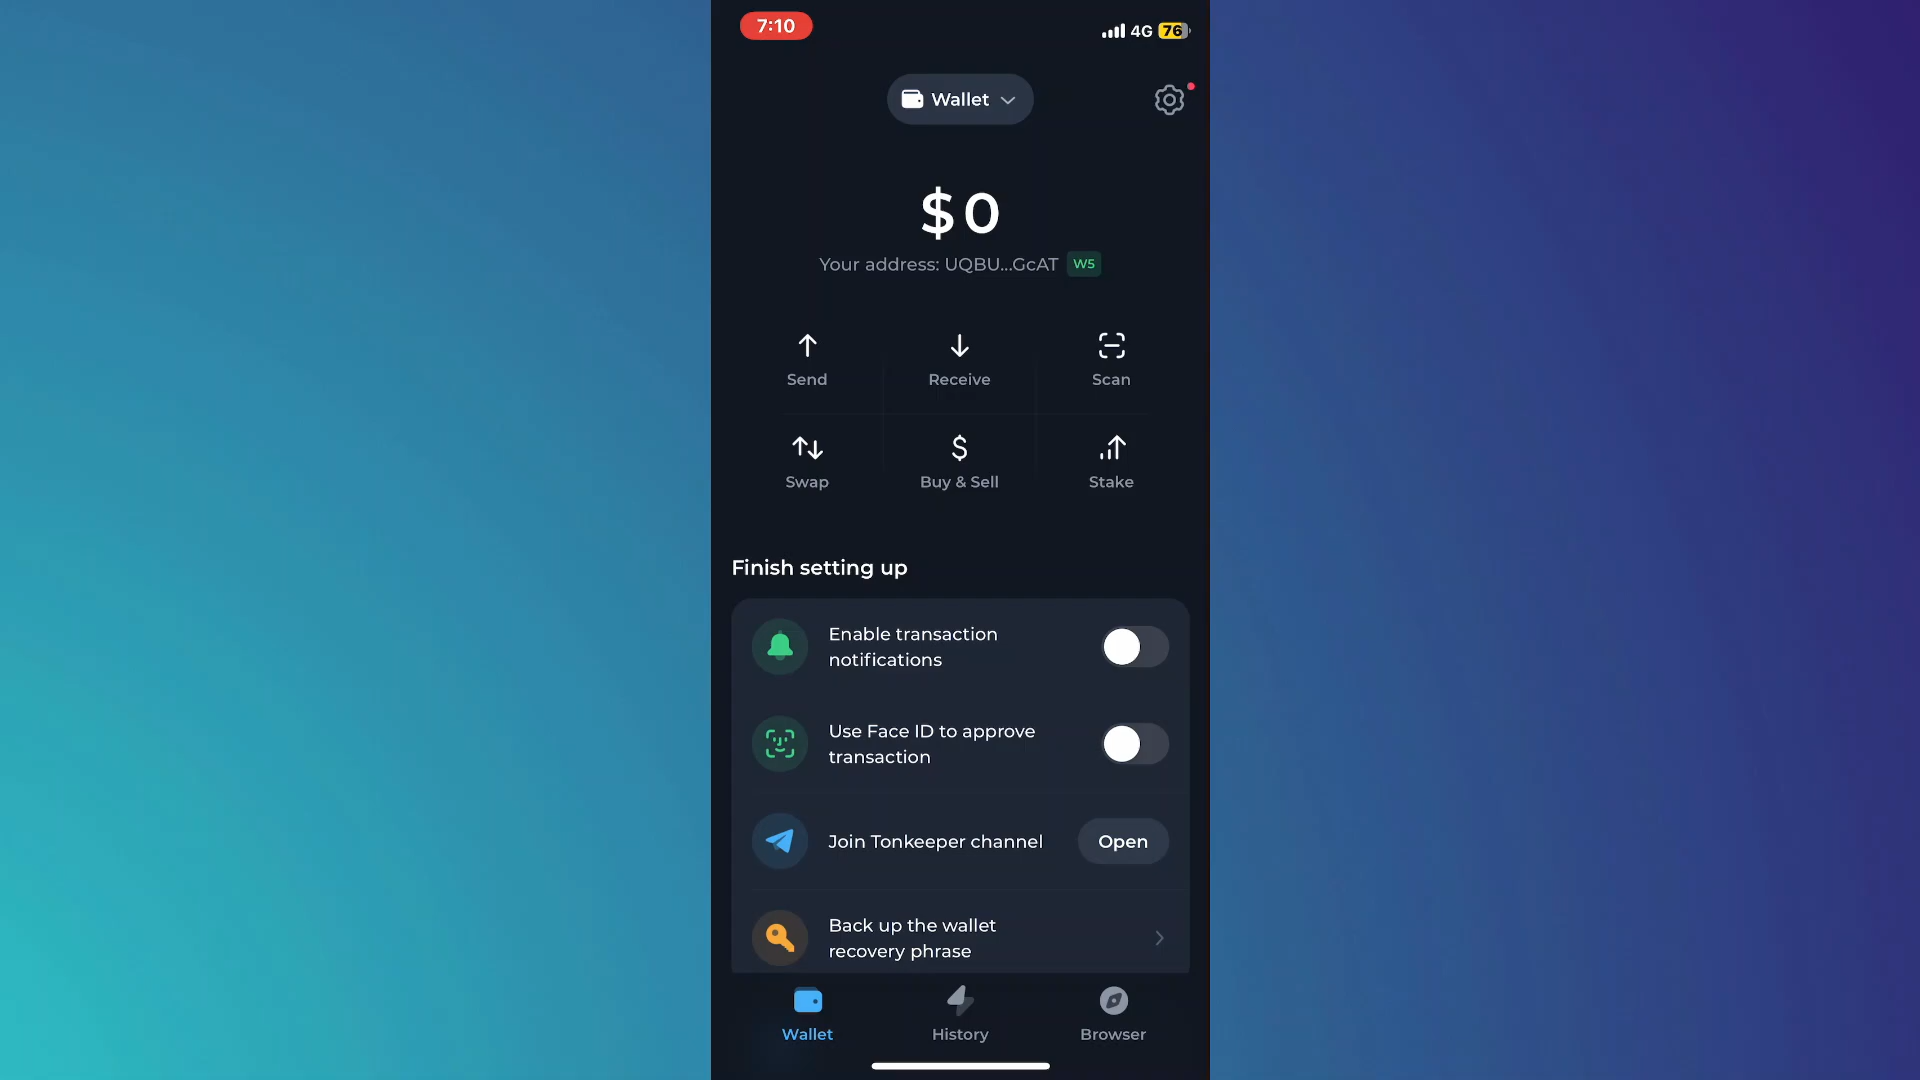 7:10
4G 76
Wallet
$0
Your address: UQBU...GcAT W5
Send
Receive
Scan
Swap
Buy & Sell
Stake
Finish setting up
Enable transaction
notifications
Use Face ID to approve
transaction
Join Tonkeeper channel
Open
Back up the wallet
recovery phrase
Wallet
History
Browser